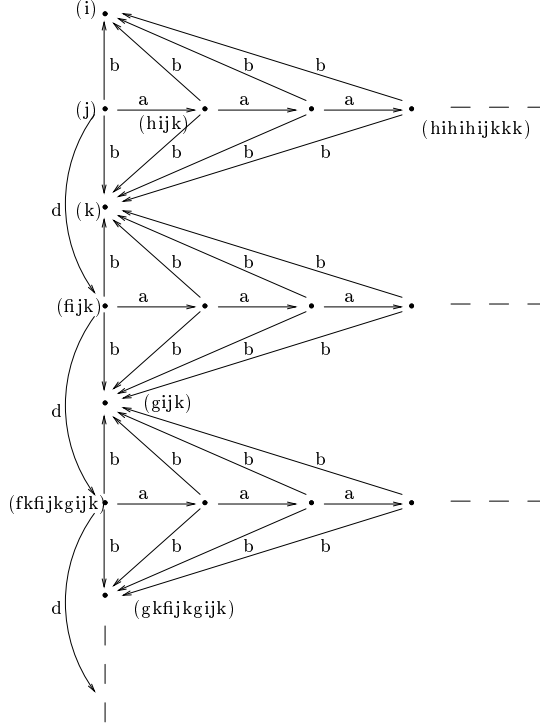 (i)
b b b b
(j) a a a
(hijk) (hihihijkkk)
b b b b
d (k)
b b b b
(fijk) a a a
b b b b
d (gijk)
b b b b
(fkfijkgijk) a a a
b b b b
d (gkfijkgijk)